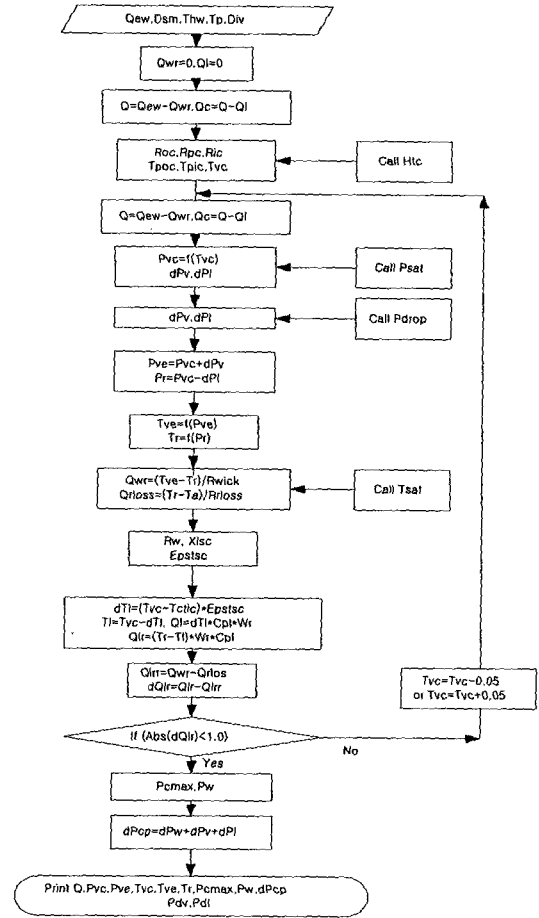 Qew,Dsm,Thw,Tp,Div
Qwr=0,Ql=0
Q=Qew-Qwr,Qc=Q-Ql
Roc,Rpc,Ric
Tpoc,Tpic,Tvc
Call Htc
Q=Qew-Qwr,Qc=Q-Ql
Pvc=f(Tvc)
dPv,dPl
Call Psat
dPv,dPl
Call Pdrop
Pve=Pvc+dPv
Pr=Pvc-dPl
Tve=f(Pve)
Tr=f(Pr)
Qwr=(Tve-Tr)/Rwick
Qrloss=(Tr-Ta)/Rrloss
Call Tsat
Rw, Xlsc
Epstsc
dTl=(Tvc-Tctlc)*Epstsc
Tl=Tvc-dTl, Ql=dTl*Cpl*Wr
Qlr=(Tr-Tl)*Wr*Cpl
Qlrr=Qwr-Qrlos
dQlr=Qlr-Qlrr
Tvc=Tvc-0.05
or Tvc=Tvc+0,05
If (Abs(dQlr)<1.0)
No
Yes
Pcmax,Pw
dPcp=dPw+dPv+dPl
Print Q,Pvc,Pve,Tvc,Tve,Tr,Pcmax,Pw,dPcp
Pdv,Pdl